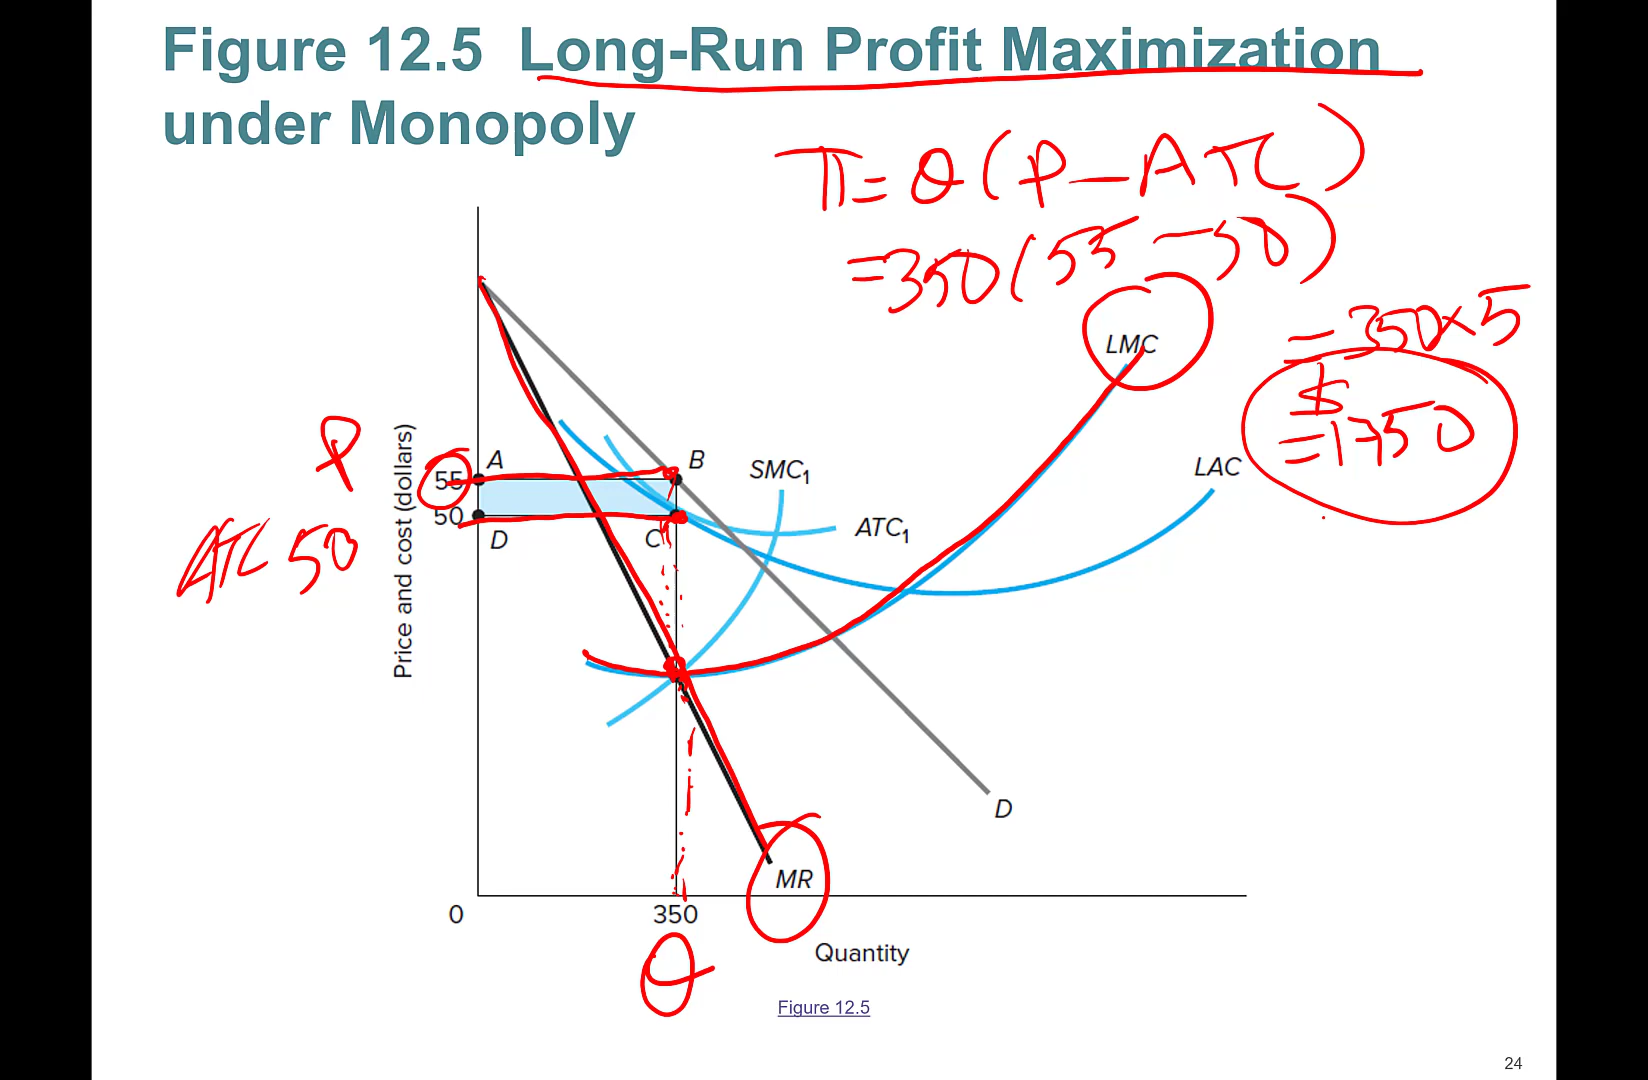 Figure 12.5 Long-Run Profit Maximization
under Monopoly
π = Q (P – ATC)
= 350 (55 – 50)
= 350 × 5
$
= 1750
LMC
P
Price and cost (dollars)
55
A
B
SMC1
LAC
50
D
C
ATC1
ATC 50
D
MR
0
350
Quantity
Q
Figure 12.5
24